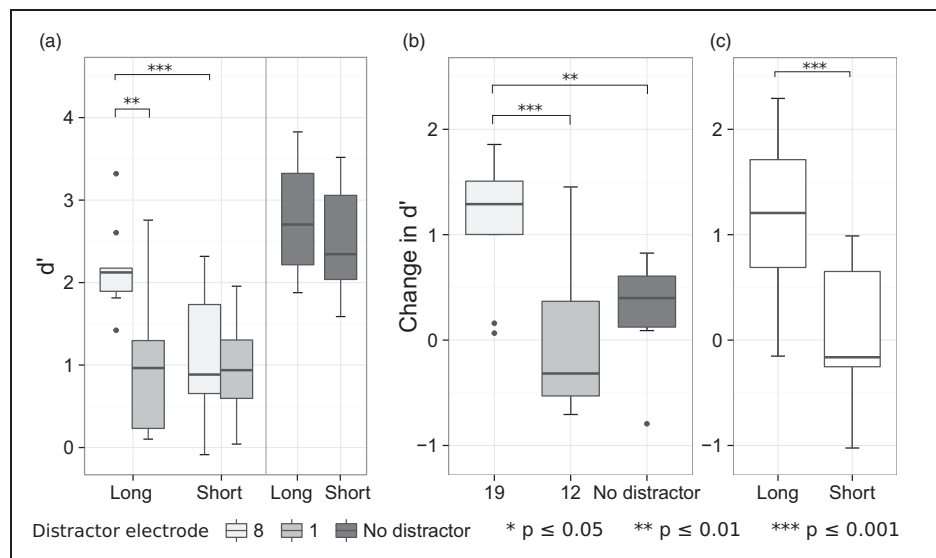 (a)
(b)
(c)
d'
4
3
2
1
0
***
**
Long
Short
Long
Short
Change in d'
2
1
0
−1
**
***
19
12
No distractor
2
1
0
−1
***
Long
Short
Distractor electrode 8 1 No distractor * p ≤ 0.05 ** p ≤ 0.01 *** p ≤ 0.001